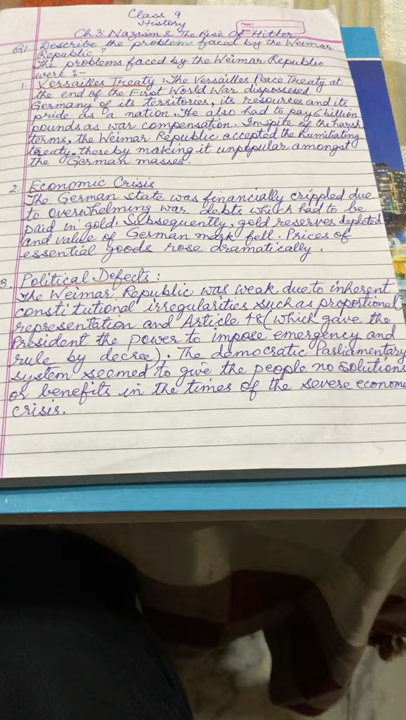 Class 9
History
Page:
Ch 3: Nazism & The Rise Of Hitler
Q1. Describe the problems faced by the Weimar
Republic?
The problems faced by the Weimar Republic
were :-
1. Versailles Treaty : The Versailles Peace Treaty at
the end of the First World War dispossed
Germany of its territories, its resources and its
pride as a nation. He also had to pay 6 billion
pounds as war compensation. Inspite of the harsh
terms, the Weimar Republic accepted the humiliating
treaty thereby making it unpopular amongst
the German masses.
2. Economic Crisis
The German State was financially crippled due
to overwhelming war debts which had to be
paid in gold. Subsequently, gold reserves depleted
and value of German mark fell. Prices of
essential goods rose dramatically.
3. Political Defects :
The Weimar Republic was weak due to inherent
constitutional irregularities such as proportional
representation and Article 48 (which gave the
President the power to impose emergency and
rule by decree). The democratic Parliamentary
system seemed to give the people no solutions
or benefits in the times of the severe econom
crisis.